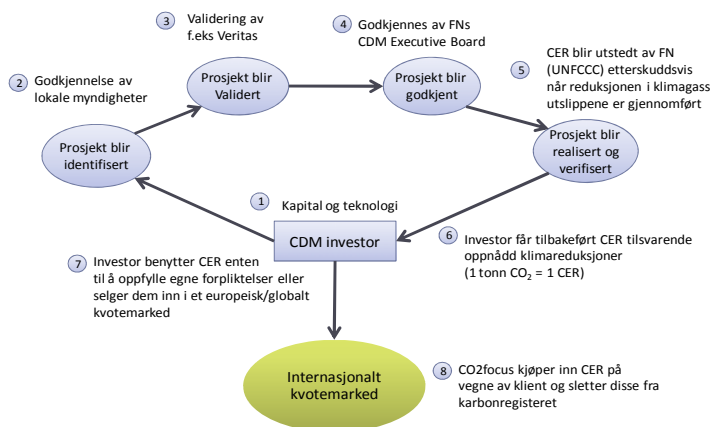 3
Validering av
f.eks Veritas
4
Godkjennes av FNs
CDM Executive Board
5
CER blir utstedt av FN
(UNFCCC) etterskuddsvis
når reduksjonen i klimagass
utslippene er gjennomført
2
Godkjennelse av
lokale myndigheter
Prosjekt blir
Validert
Prosjekt blir
godkjent
Prosjekt blir
identifisert
Prosjekt blir
realisert og
verifisert
1
Kapital og teknologi
CDM investor
6
Investor får tilbakeført CER tilsvarende
oppnådd klimareduksjoner
(1 tonn CO₂ = 1 CER)
7
Investor benytter CER enten
til å oppfylle egne forpliktelser eller
selger dem inn i et europeisk/globalt
kvotemarked
Internasjonalt
kvotemarked
8
CO2focus kjøper inn CER på
vegne av klient og sletter disse fra
karbonregisteret